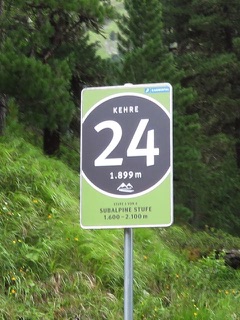 KEHRE
24
1.899 m
SUBALPINE STUFE
1.600 - 2.100 m